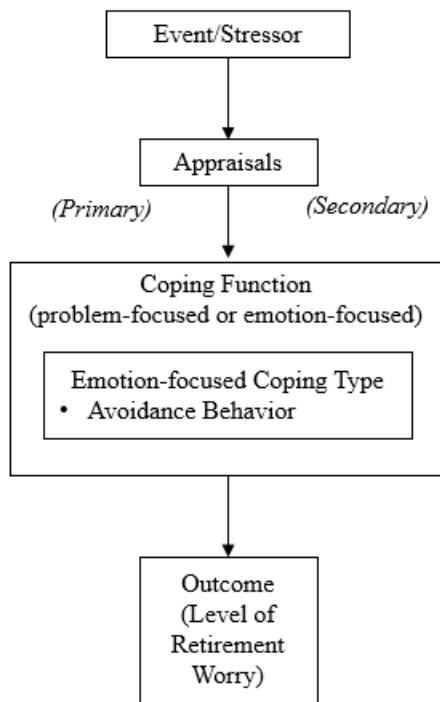 Event/Stressor
Appraisals
(Primary) (Secondary)
Coping Function
(problem-focused or emotion-focused)
Emotion-focused Coping Type
• Avoidance Behavior
Outcome
(Level of
Retirement
Worry)